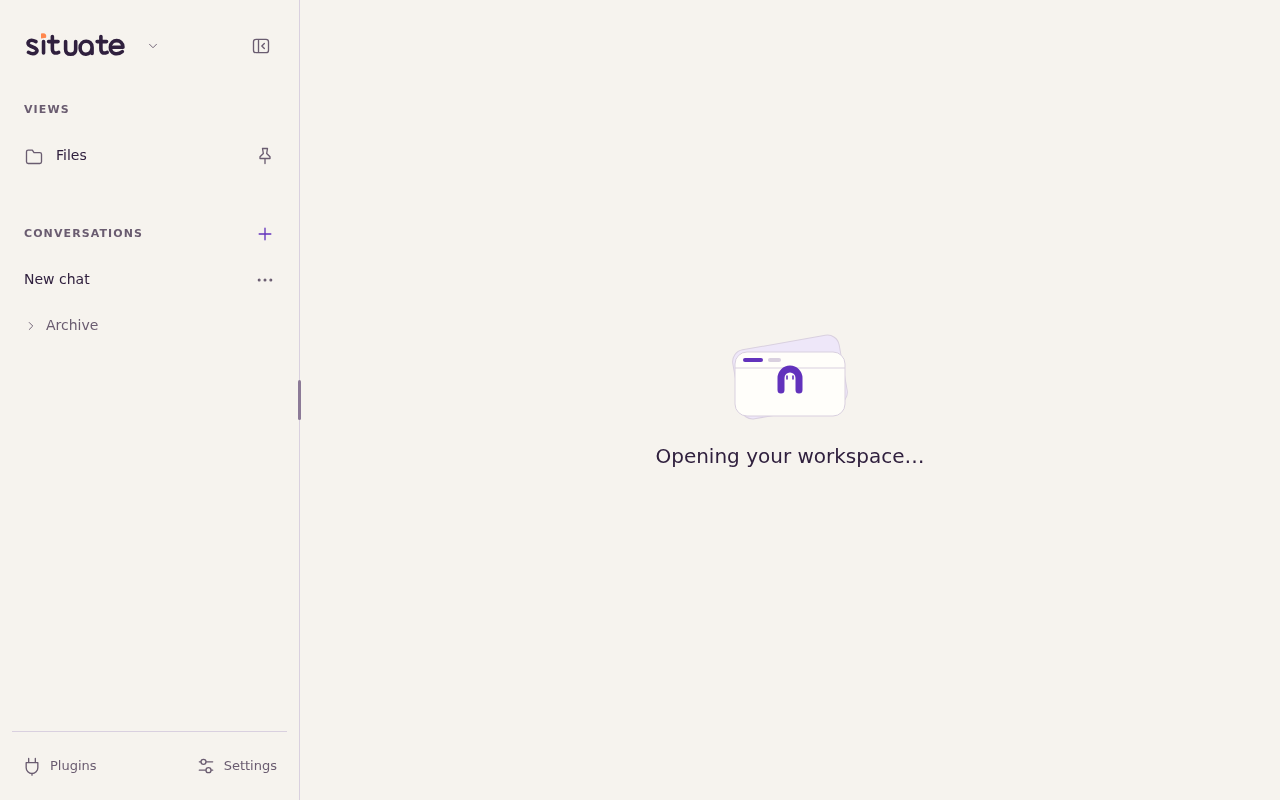 situate
VIEWS
Files
CONVERSATIONS
New chat
Archive
Opening your workspace…
Plugins
Settings